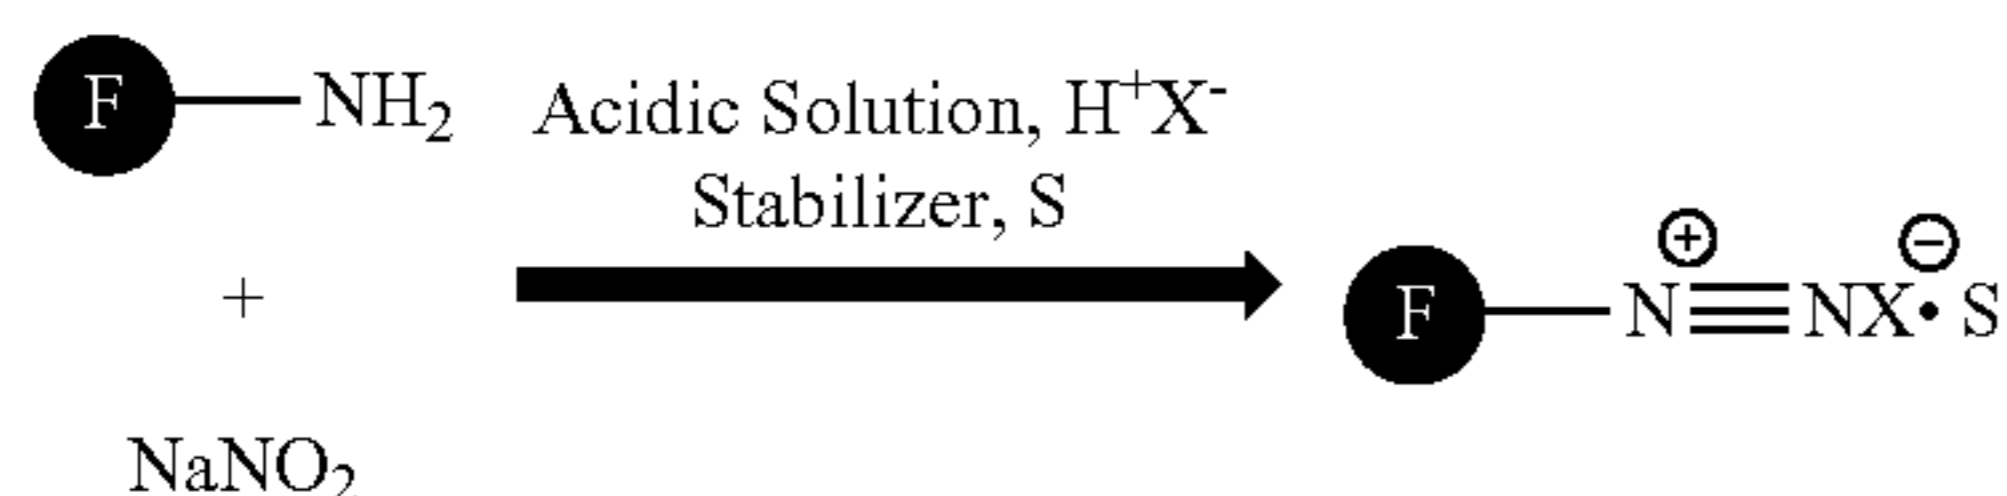 F—NH₂
+
NaNO₂
Acidic Solution, H⁺X⁻
Stabilizer, S
F—N≡NX • S
⊕ ⊖